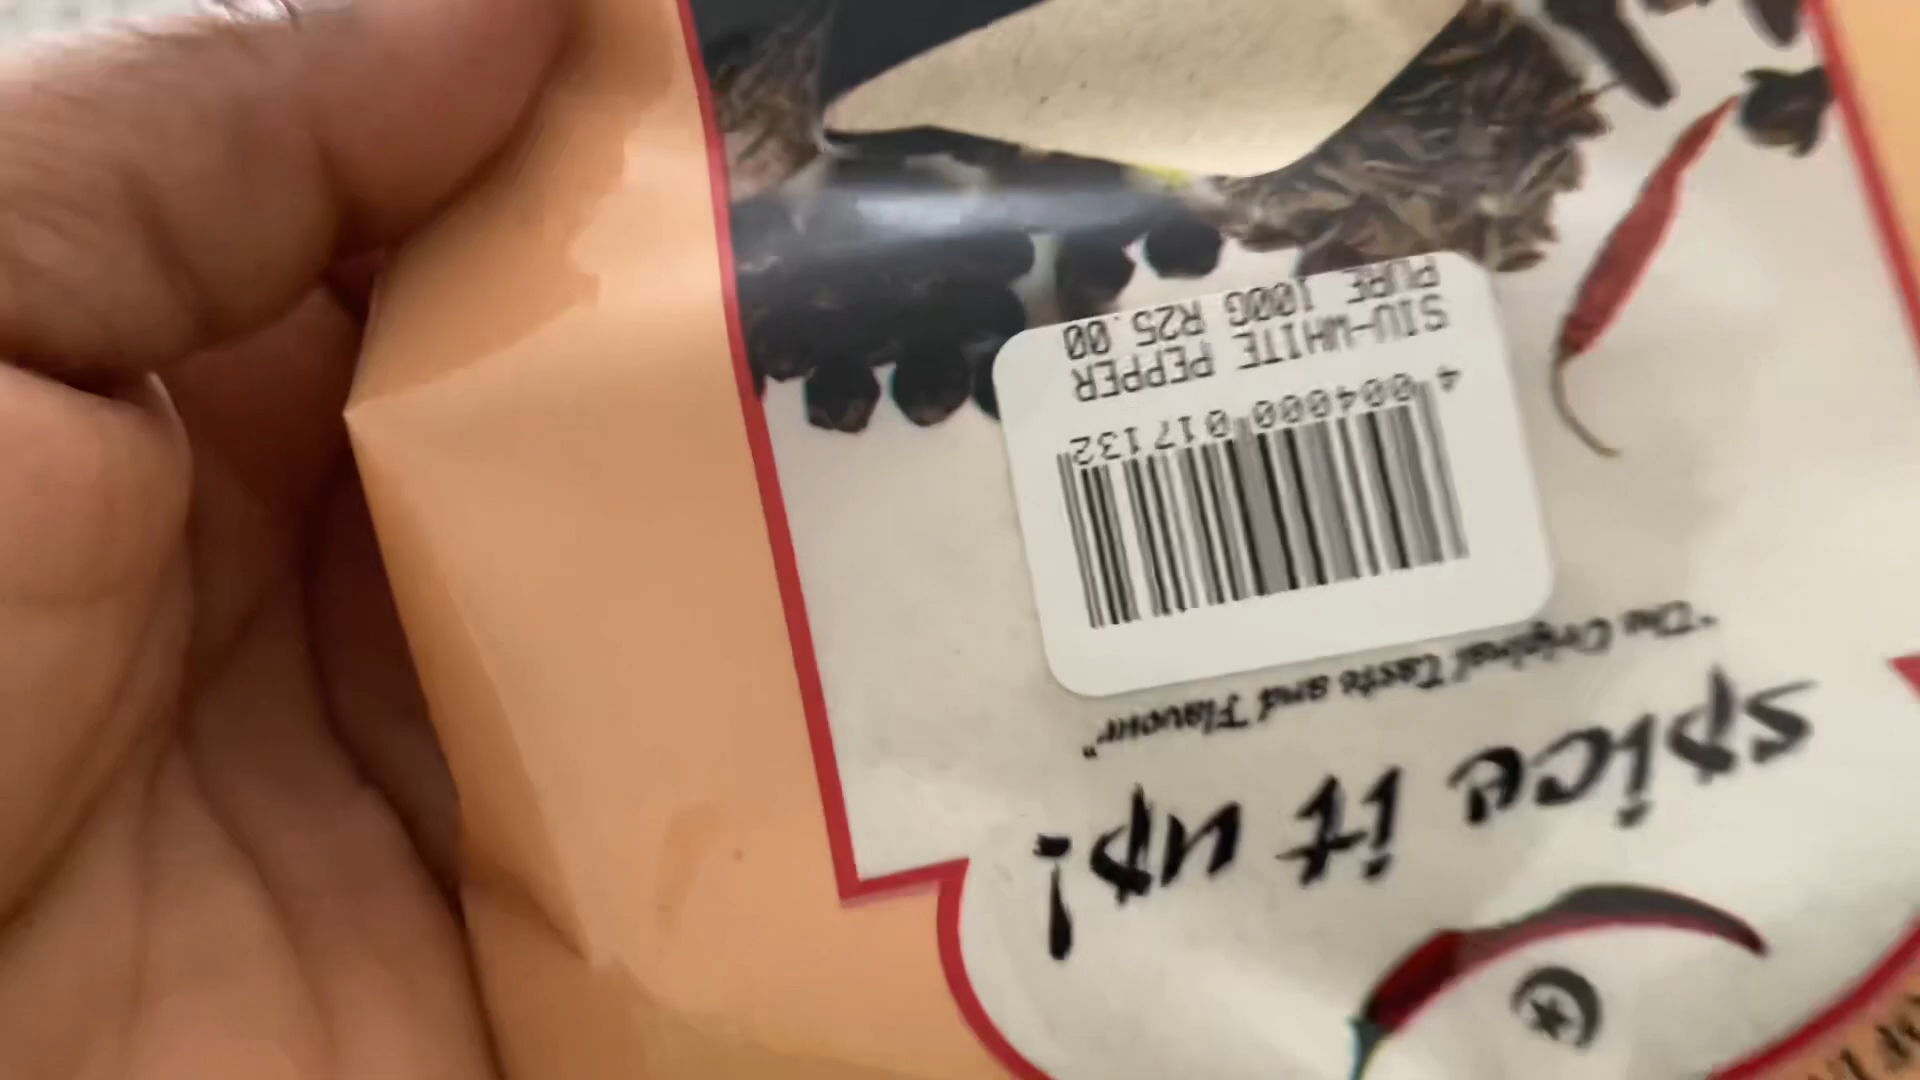 spice it up!
"The Original Taste and Flavour"
4 004000 017132
SIU-WHITE PEPPER
PURE 100G R25.00